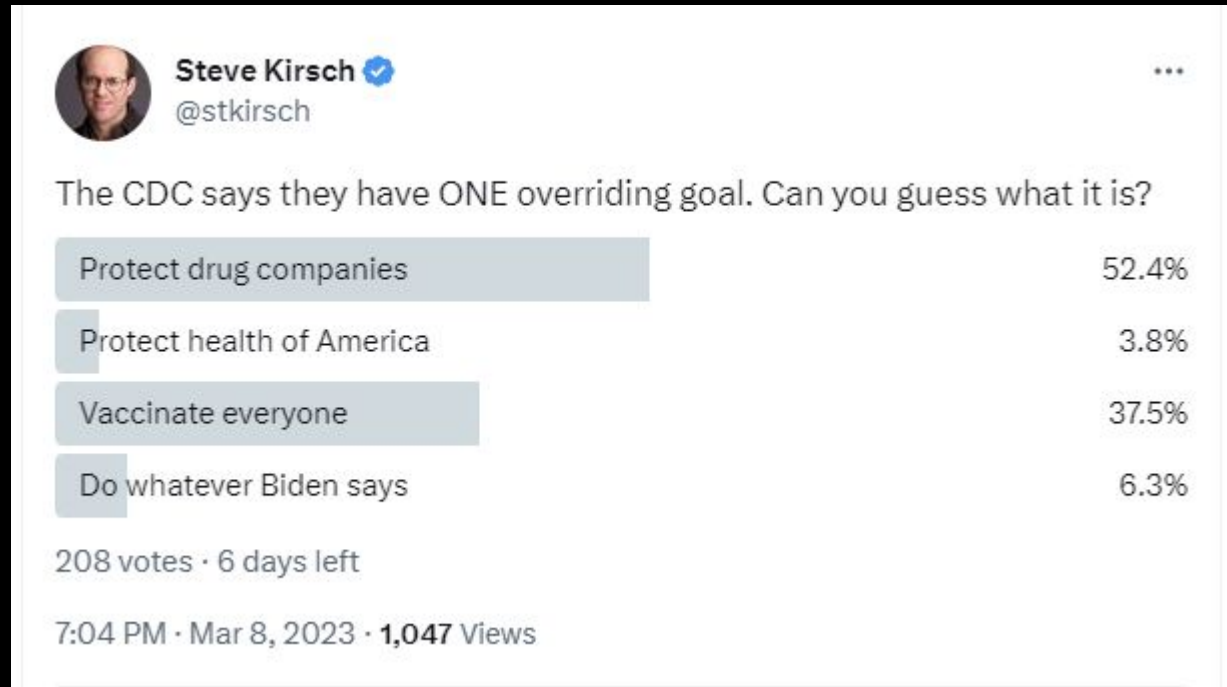 Steve Kirsch
@stkirsch
The CDC says they have ONE overriding goal. Can you guess what it is?
Protect drug companies 52.4%
Protect health of America 3.8%
Vaccinate everyone 37.5%
Do whatever Biden says 6.3%
208 votes · 6 days left
7:04 PM · Mar 8, 2023 · 1,047 Views